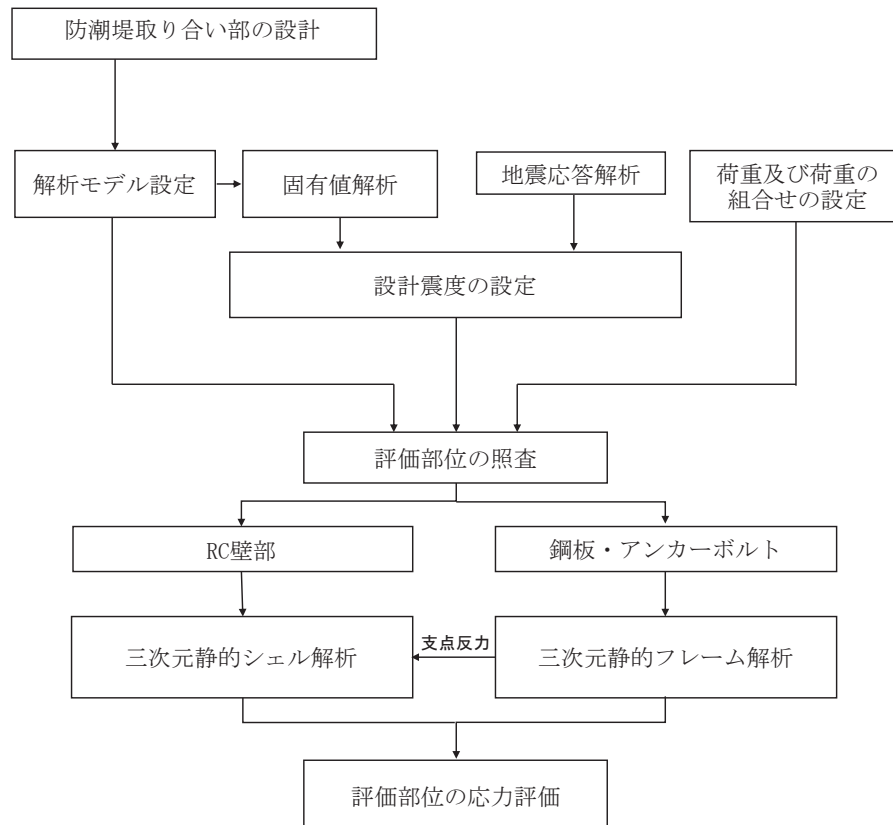 防潮堤取り合い部の設計
解析モデル設定
固有値解析
地震応答解析
荷重及び荷重の
組合せの設定
設計震度の設定
評価部位の照査
RC壁部
鋼板・アンカーボルト
三次元静的シェル解析
支点反力
三次元静的フレーム解析
評価部位の応力評価